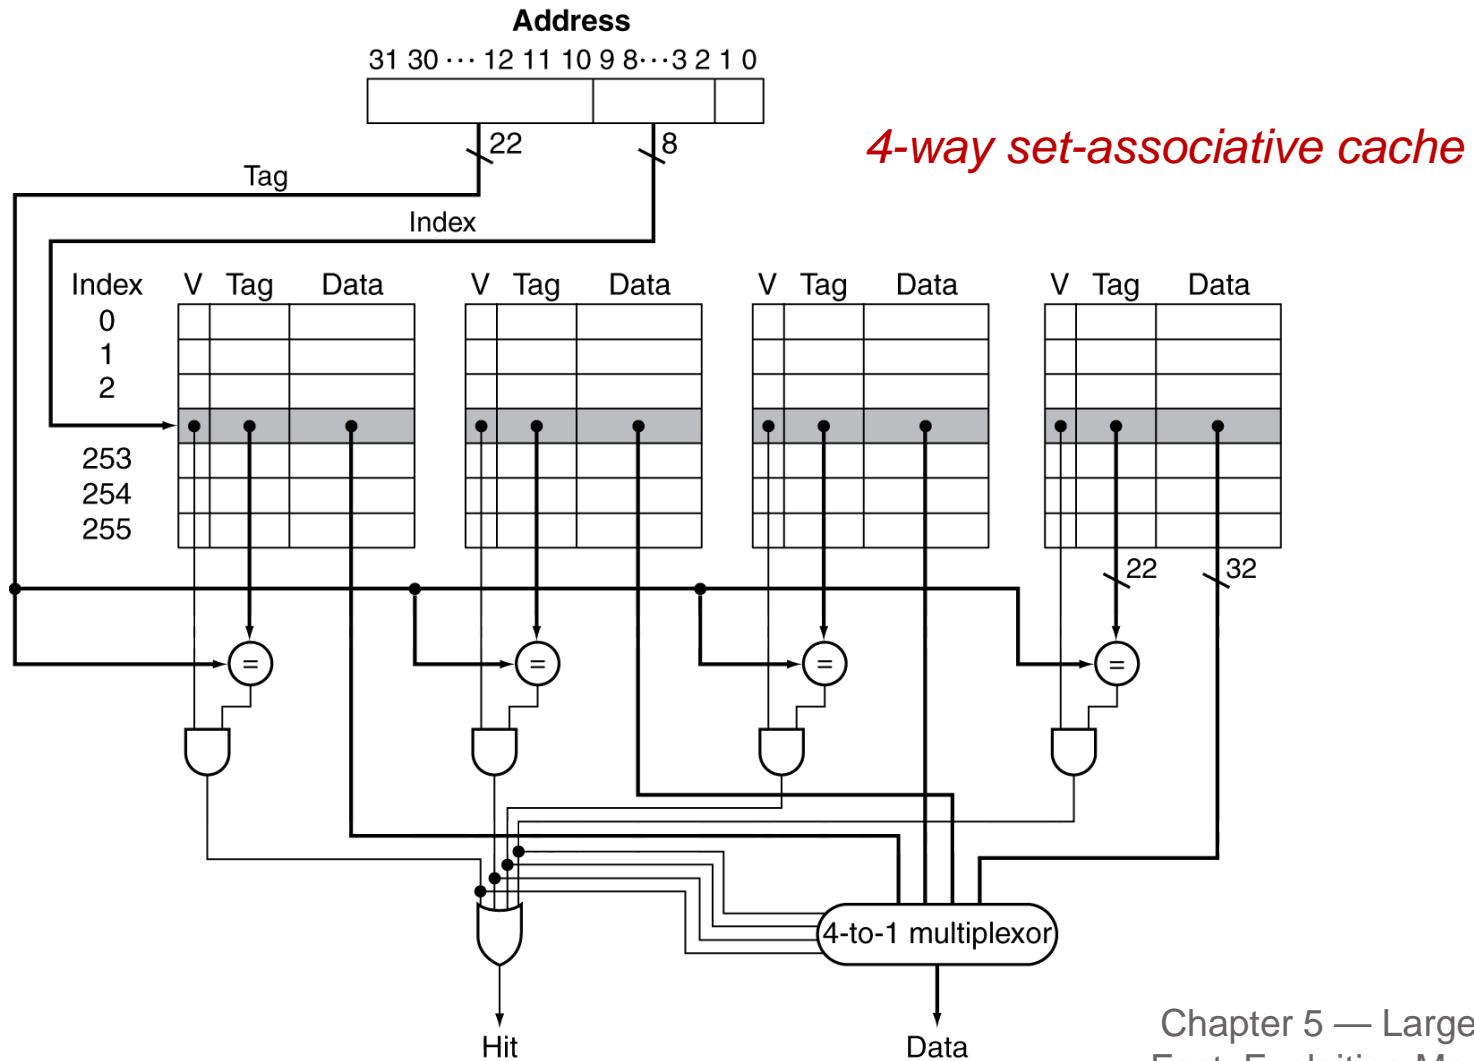 Address
31 30 ··· 12 11 10 9 8···3 2 1 0
22
8
4-way set-associative cache
Tag
Index
Index V Tag Data V Tag Data V Tag Data V Tag Data
0
1
2
253
254
255
22 32
= = = =
4-to-1 multiplexor
Hit
Data
Chapter 5 — Large